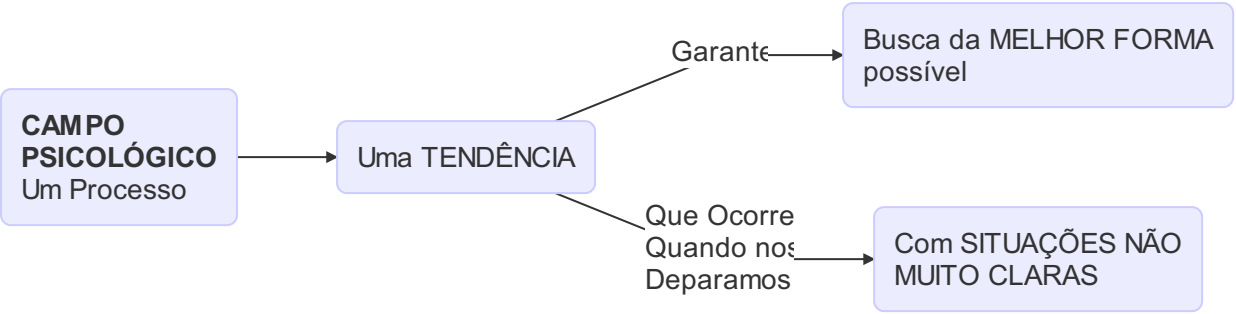 CAMPO
PSICOLÓGICO
Um Processo
Uma TENDÊNCIA
Garante
Busca da MELHOR FORMA
possível
Que Ocorre
Quando nos
Deparamos
Com SITUAÇÕES NÃO
MUITO CLARAS